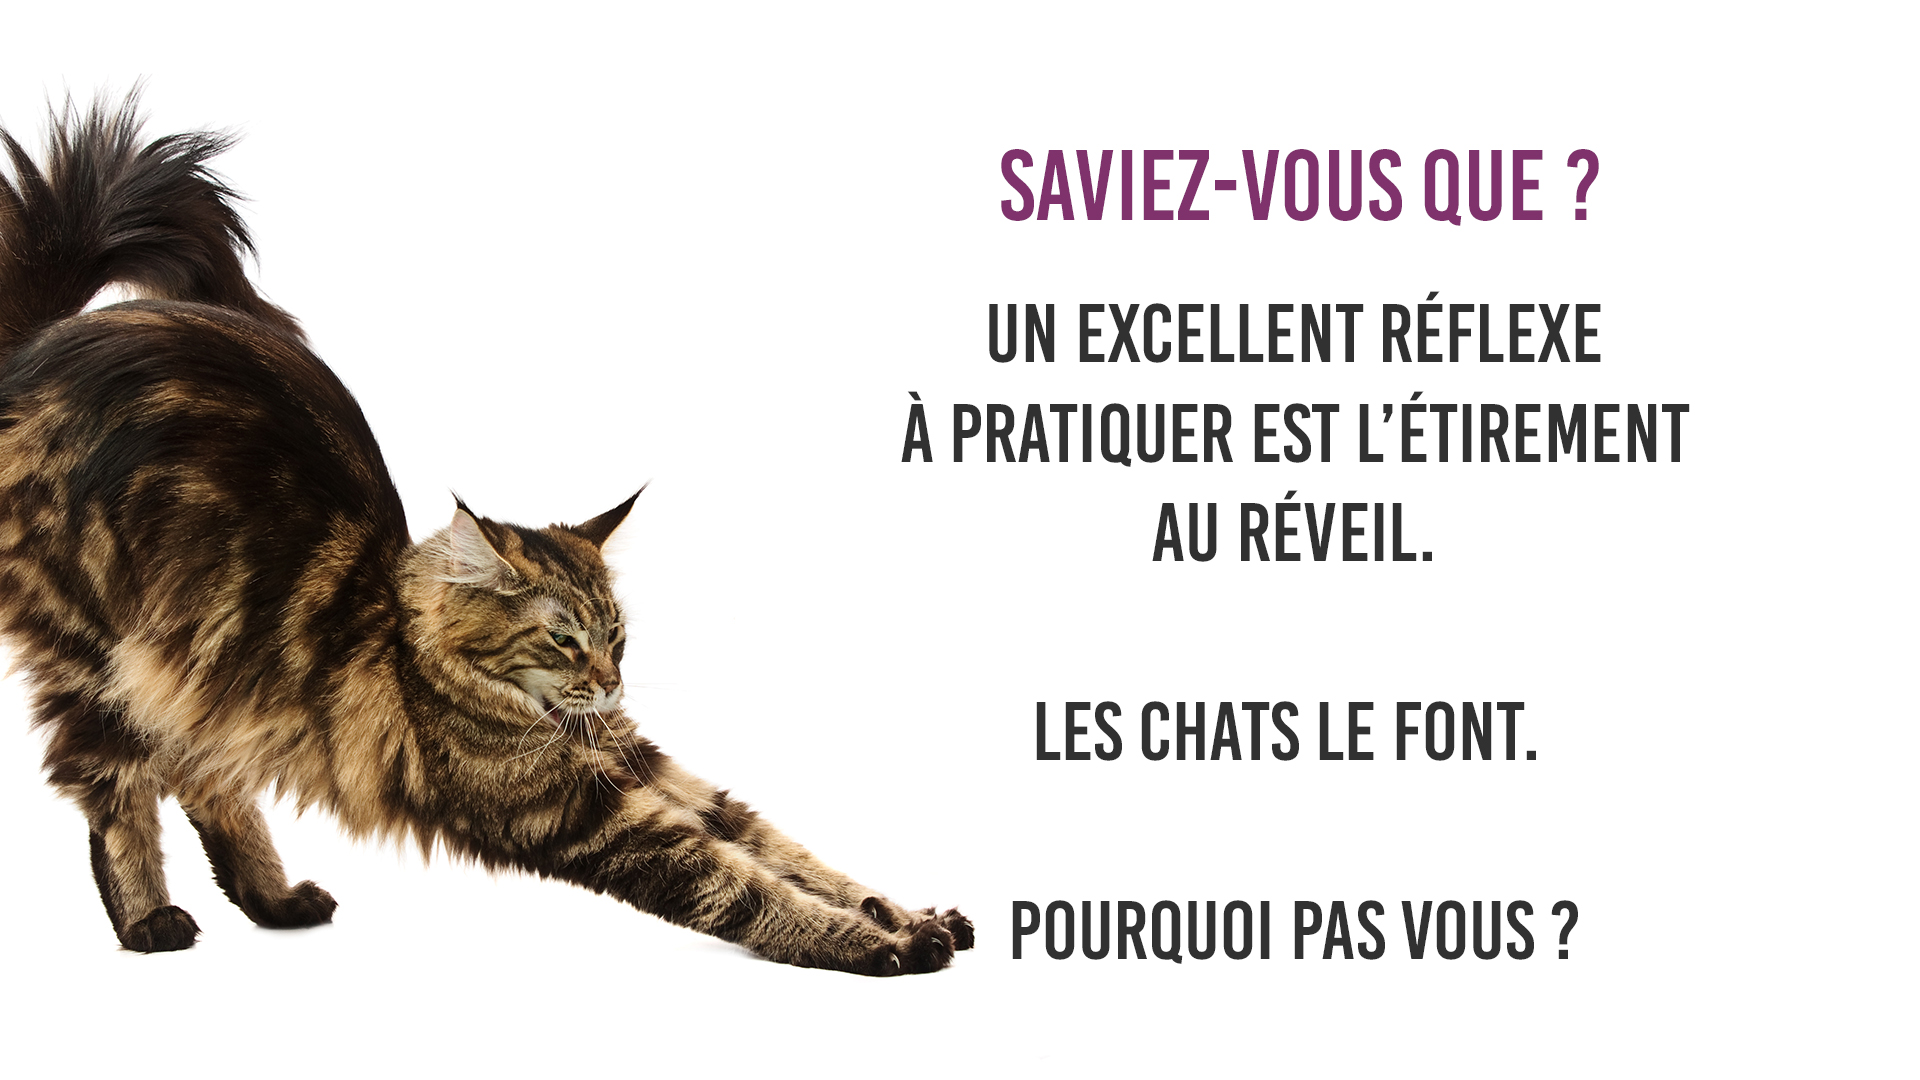 SAVIEZ-VOUS QUE ?
UN EXCELLENT RÉFLEXE
À PRATIQUER EST L’ÉTIREMENT
AU RÉVEIL.
LES CHATS LE FONT.
POURQUOI PAS VOUS ?